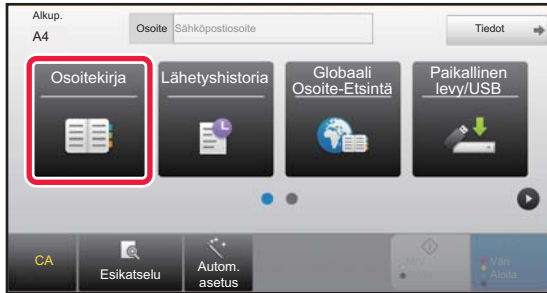 Alkup.
A4
Osoite
Sähköpostiosoite
Tiedot
Osoitekirja
Lähetyshistoria
Globaali
Osoite-Etsintä
Paikallinen
levy/USB
CA
Esikatselu
Autom.
asetus
M/V
Aloita
Väri
Aloita